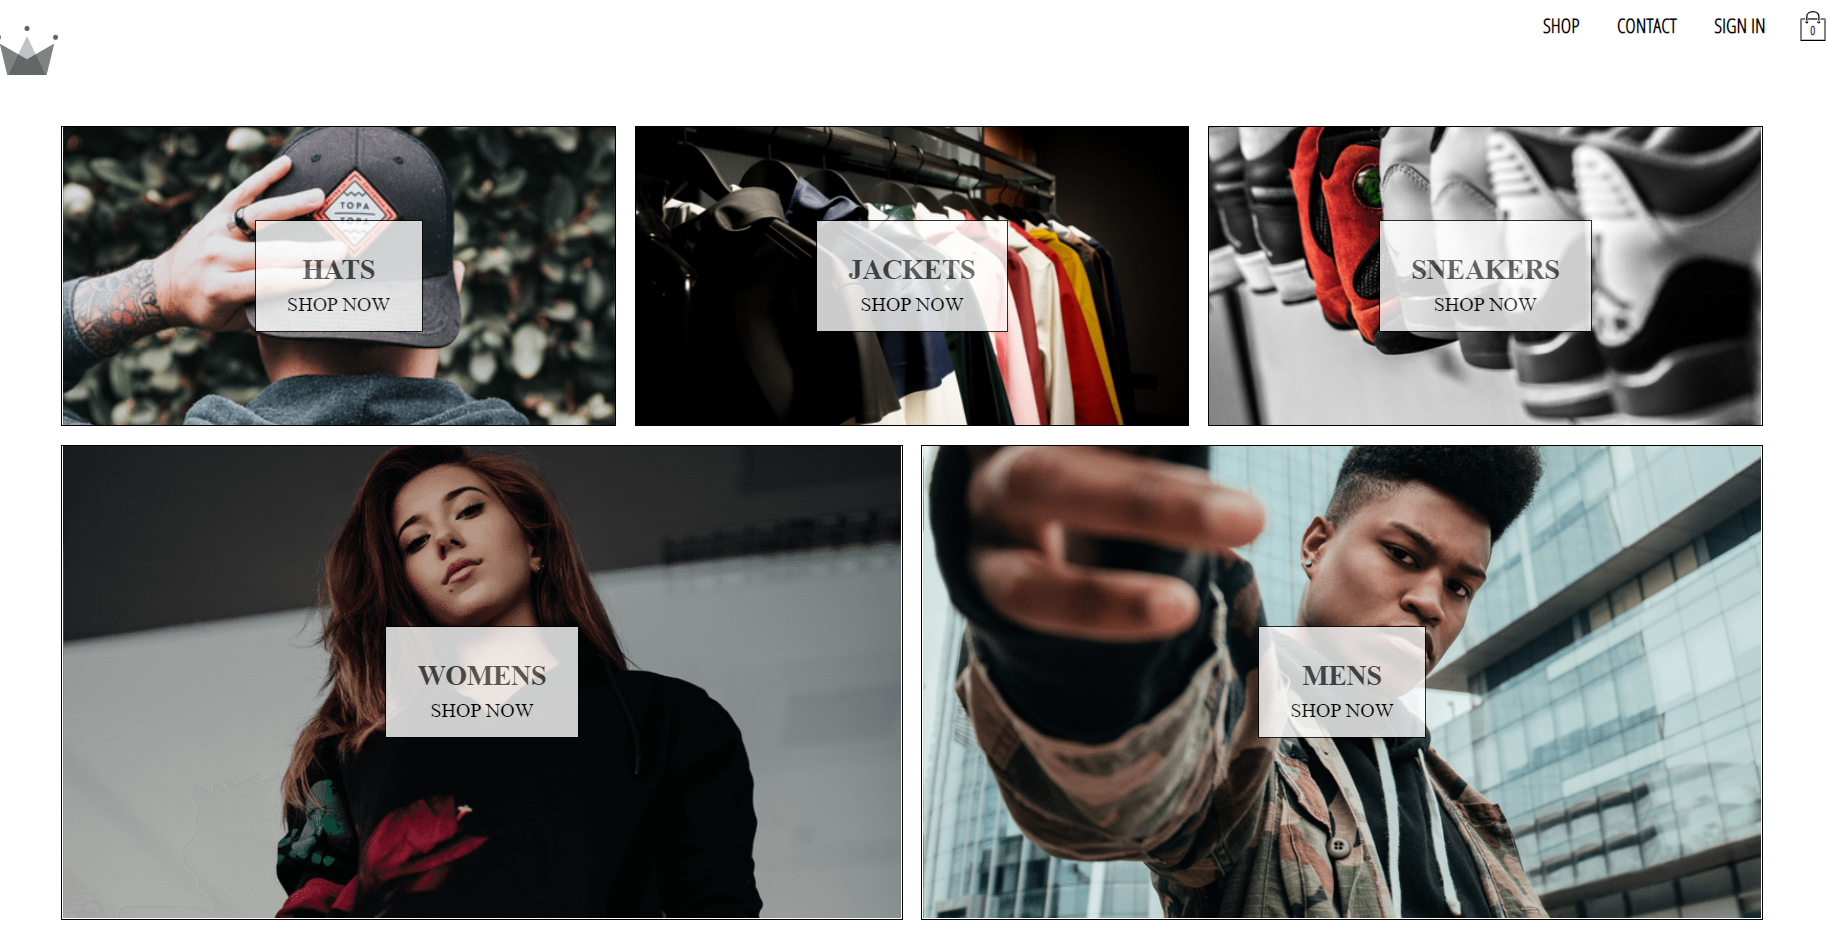 SHOP CONTACT SIGN IN 0
TOPA
TOPA
HATS
SHOP NOW
JACKETS
SHOP NOW
SNEAKERS
SHOP NOW
WOMENS
SHOP NOW
MENS
SHOP NOW